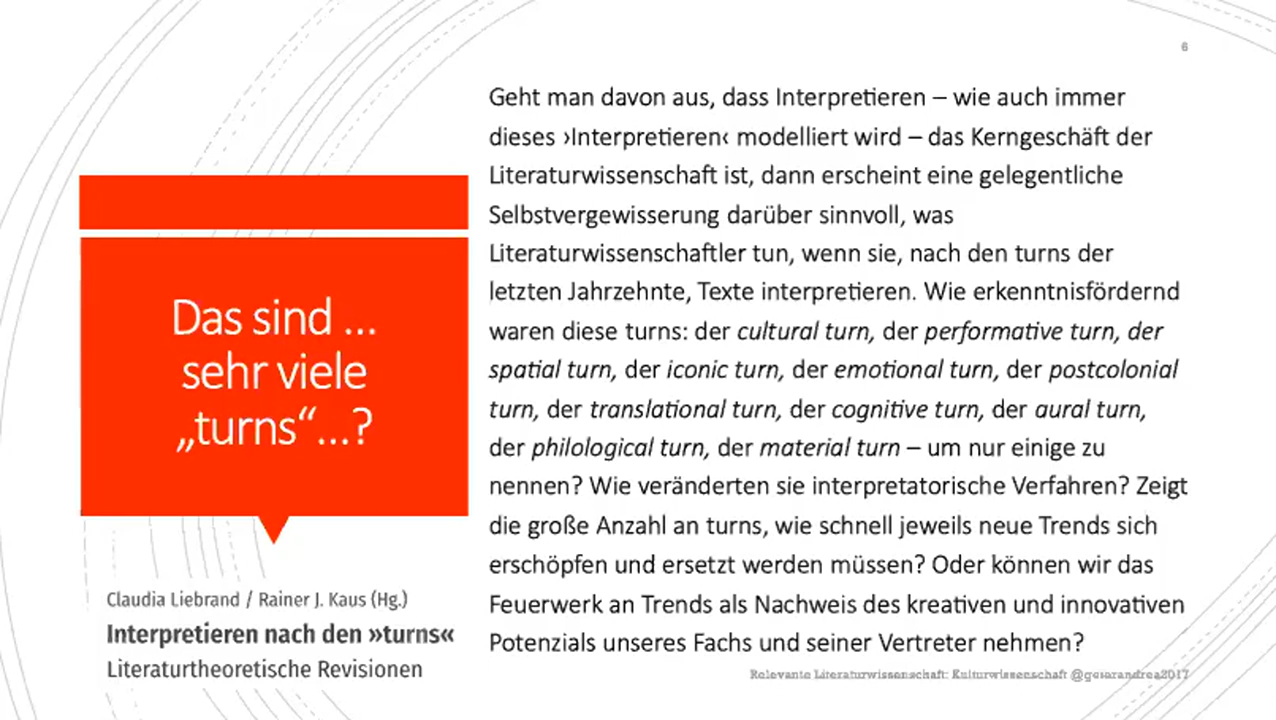 6
Das sind ...
sehr viele
„turns“...?
Claudia Liebrand / Rainer J. Kaus (Hg.)
Interpretieren nach den »turns«
Literaturtheoretische Revisionen
Geht man davon aus, dass Interpretieren – wie auch immer
dieses ›Interpretieren‹ modelliert wird – das Kerngeschäft der
Literaturwissenschaft ist, dann erscheint eine gelegentliche
Selbstvergewisserung darüber sinnvoll, was
Literaturwissenschaftler tun, wenn sie, nach den turns der
letzten Jahrzehnte, Texte interpretieren. Wie erkenntnisfördernd
waren diese turns: der cultural turn, der performative turn, der
spatial turn, der iconic turn, der emotional turn, der postcolonial
turn, der translational turn, der cognitive turn, der aural turn,
der philological turn, der material turn – um nur einige zu
nennen? Wie veränderten sie interpretatorische Verfahren? Zeigt
die große Anzahl an turns, wie schnell jeweils neue Trends sich
erschöpfen und ersetzt werden müssen? Oder können wir das
Feuerwerk an Trends als Nachweis des kreativen und innovativen
Potenzials unseres Fachs und seiner Vertreter nehmen?
Relevante Literaturwissenschaft: Kulturwissenschaft